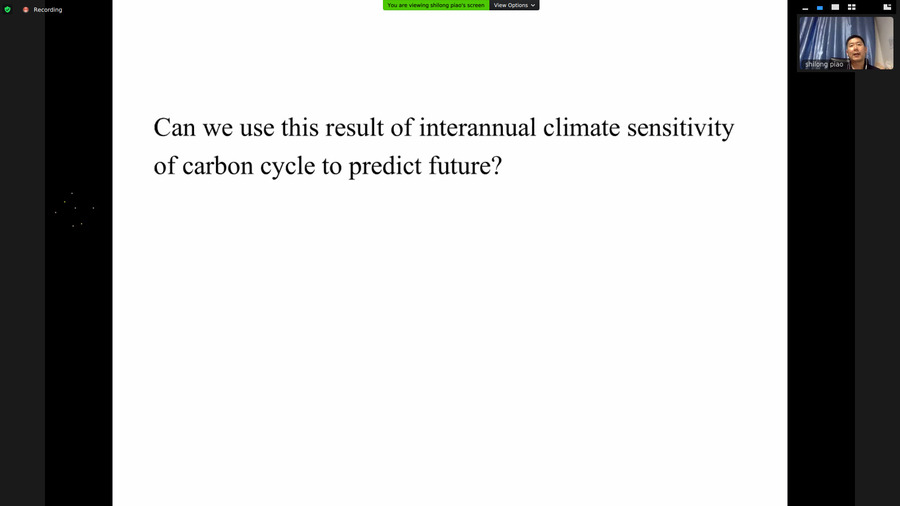 Recording
You are viewing shilong piao's screen
View Options
shilong piao
Can we use this result of interannual climate sensitivity
of carbon cycle to predict future?